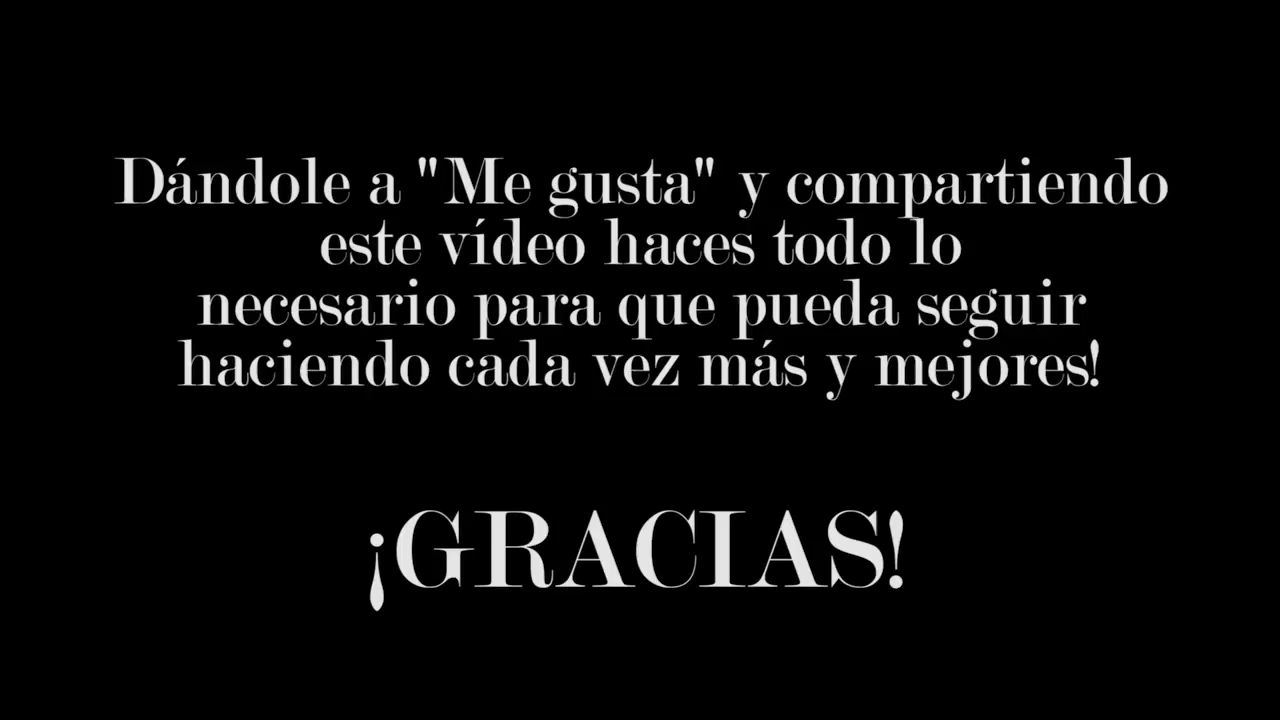 Dándole a "Me gusta" y compartiendo
este vídeo haces todo lo
necesario para que pueda seguir
haciendo cada vez más y mejores!
¡GRACIAS!